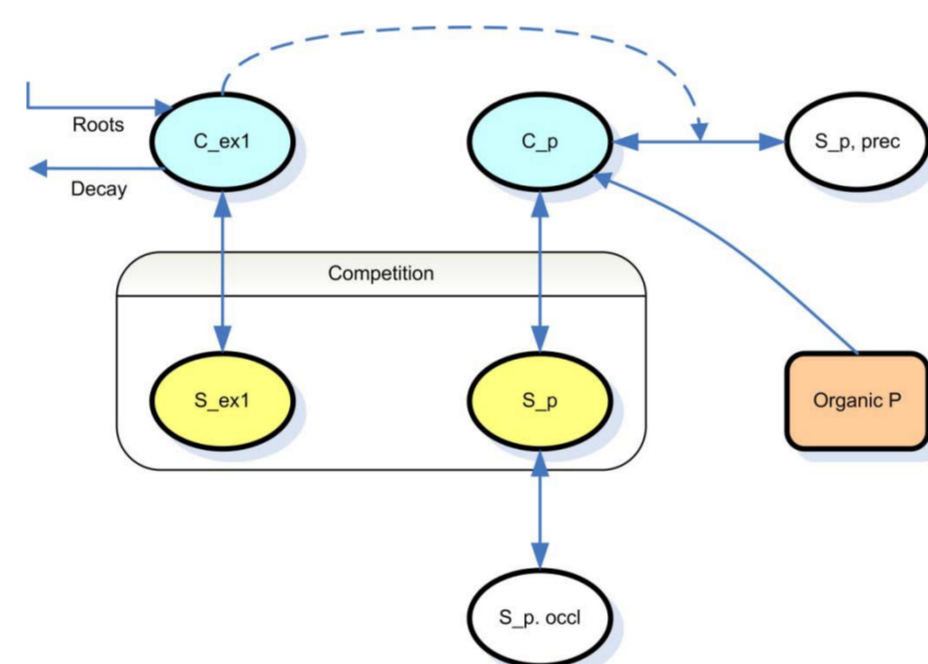 Roots
C_ex1
C_p
S_p, prec
Decay
Competition
S_ex1
S_p
Organic P
S_p. occl